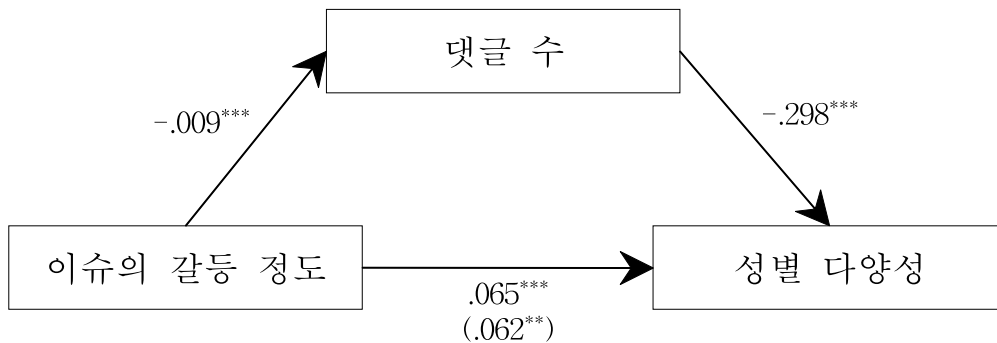 댓글 수
-.009***
-.298***
이슈의 갈등 정도
성별 다양성
.065***
(.062**)